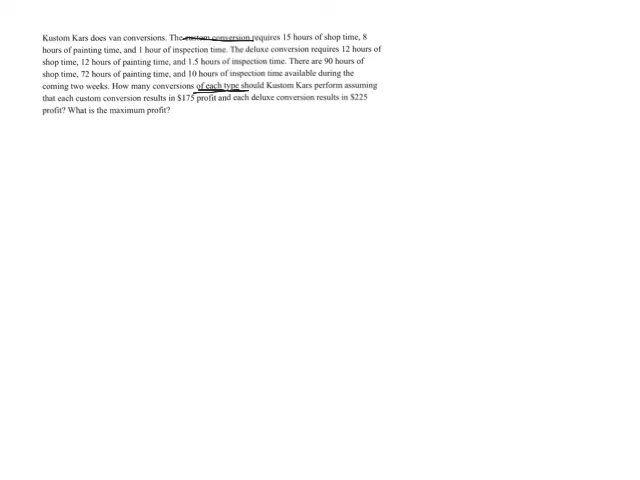 Kustom Kars does van conversions. The custom conversion requires 15 hours of shop time, 8
hours of painting time, and 1 hour of inspection time. The deluxe conversion requires 12 hours of
shop time, 12 hours of painting time, and 1.5 hours of inspection time. There are 90 hours of
shop time, 72 hours of painting time, and 10 hours of inspection time available during the
coming two weeks. How many conversions of each type should Kustom Kars perform assuming
that each custom conversion results in $175 profit and each deluxe conversion results in $225
profit? What is the maximum profit?